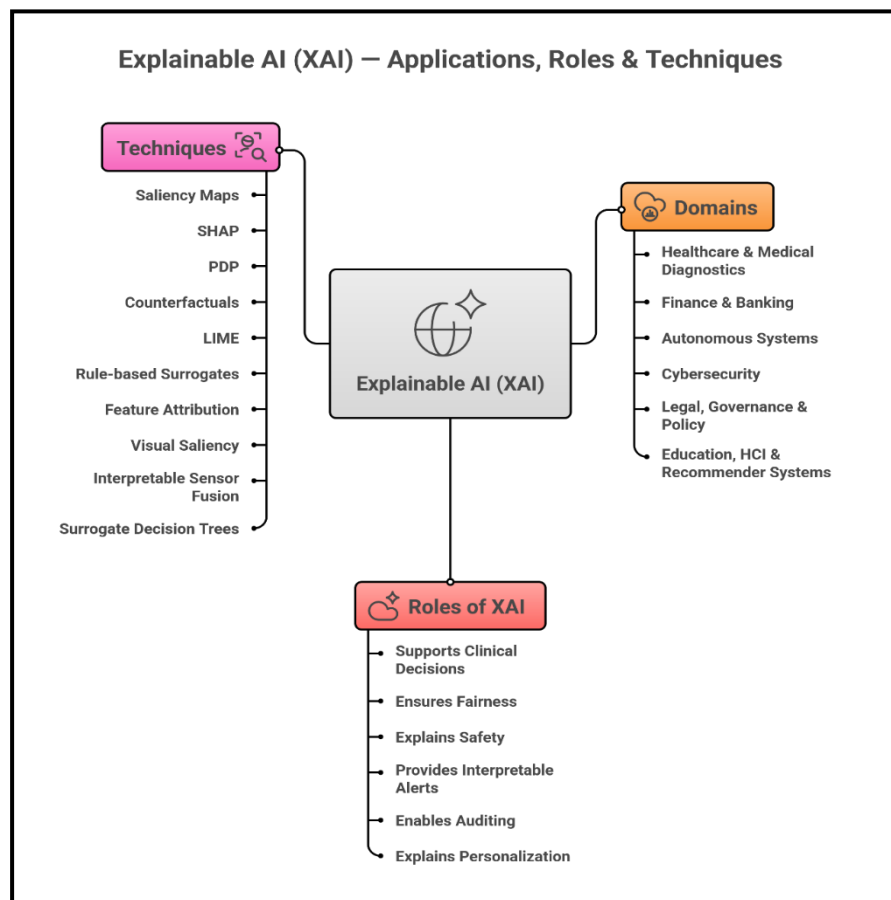 Explainable AI (XAI) — Applications, Roles & Techniques
Techniques
Saliency Maps
SHAP
PDP
Counterfactuals
LIME
Rule-based Surrogates
Feature Attribution
Visual Saliency
Interpretable Sensor
Fusion
Surrogate Decision Trees
Explainable AI (XAI)
Domains
Healthcare & Medical
Diagnostics
Finance & Banking
Autonomous Systems
Cybersecurity
Legal, Governance &
Policy
Education, HCI &
Recommender Systems
Roles of XAI
Supports Clinical
Decisions
Ensures Fairness
Explains Safety
Provides Interpretable
Alerts
Enables Auditing
Explains Personalization